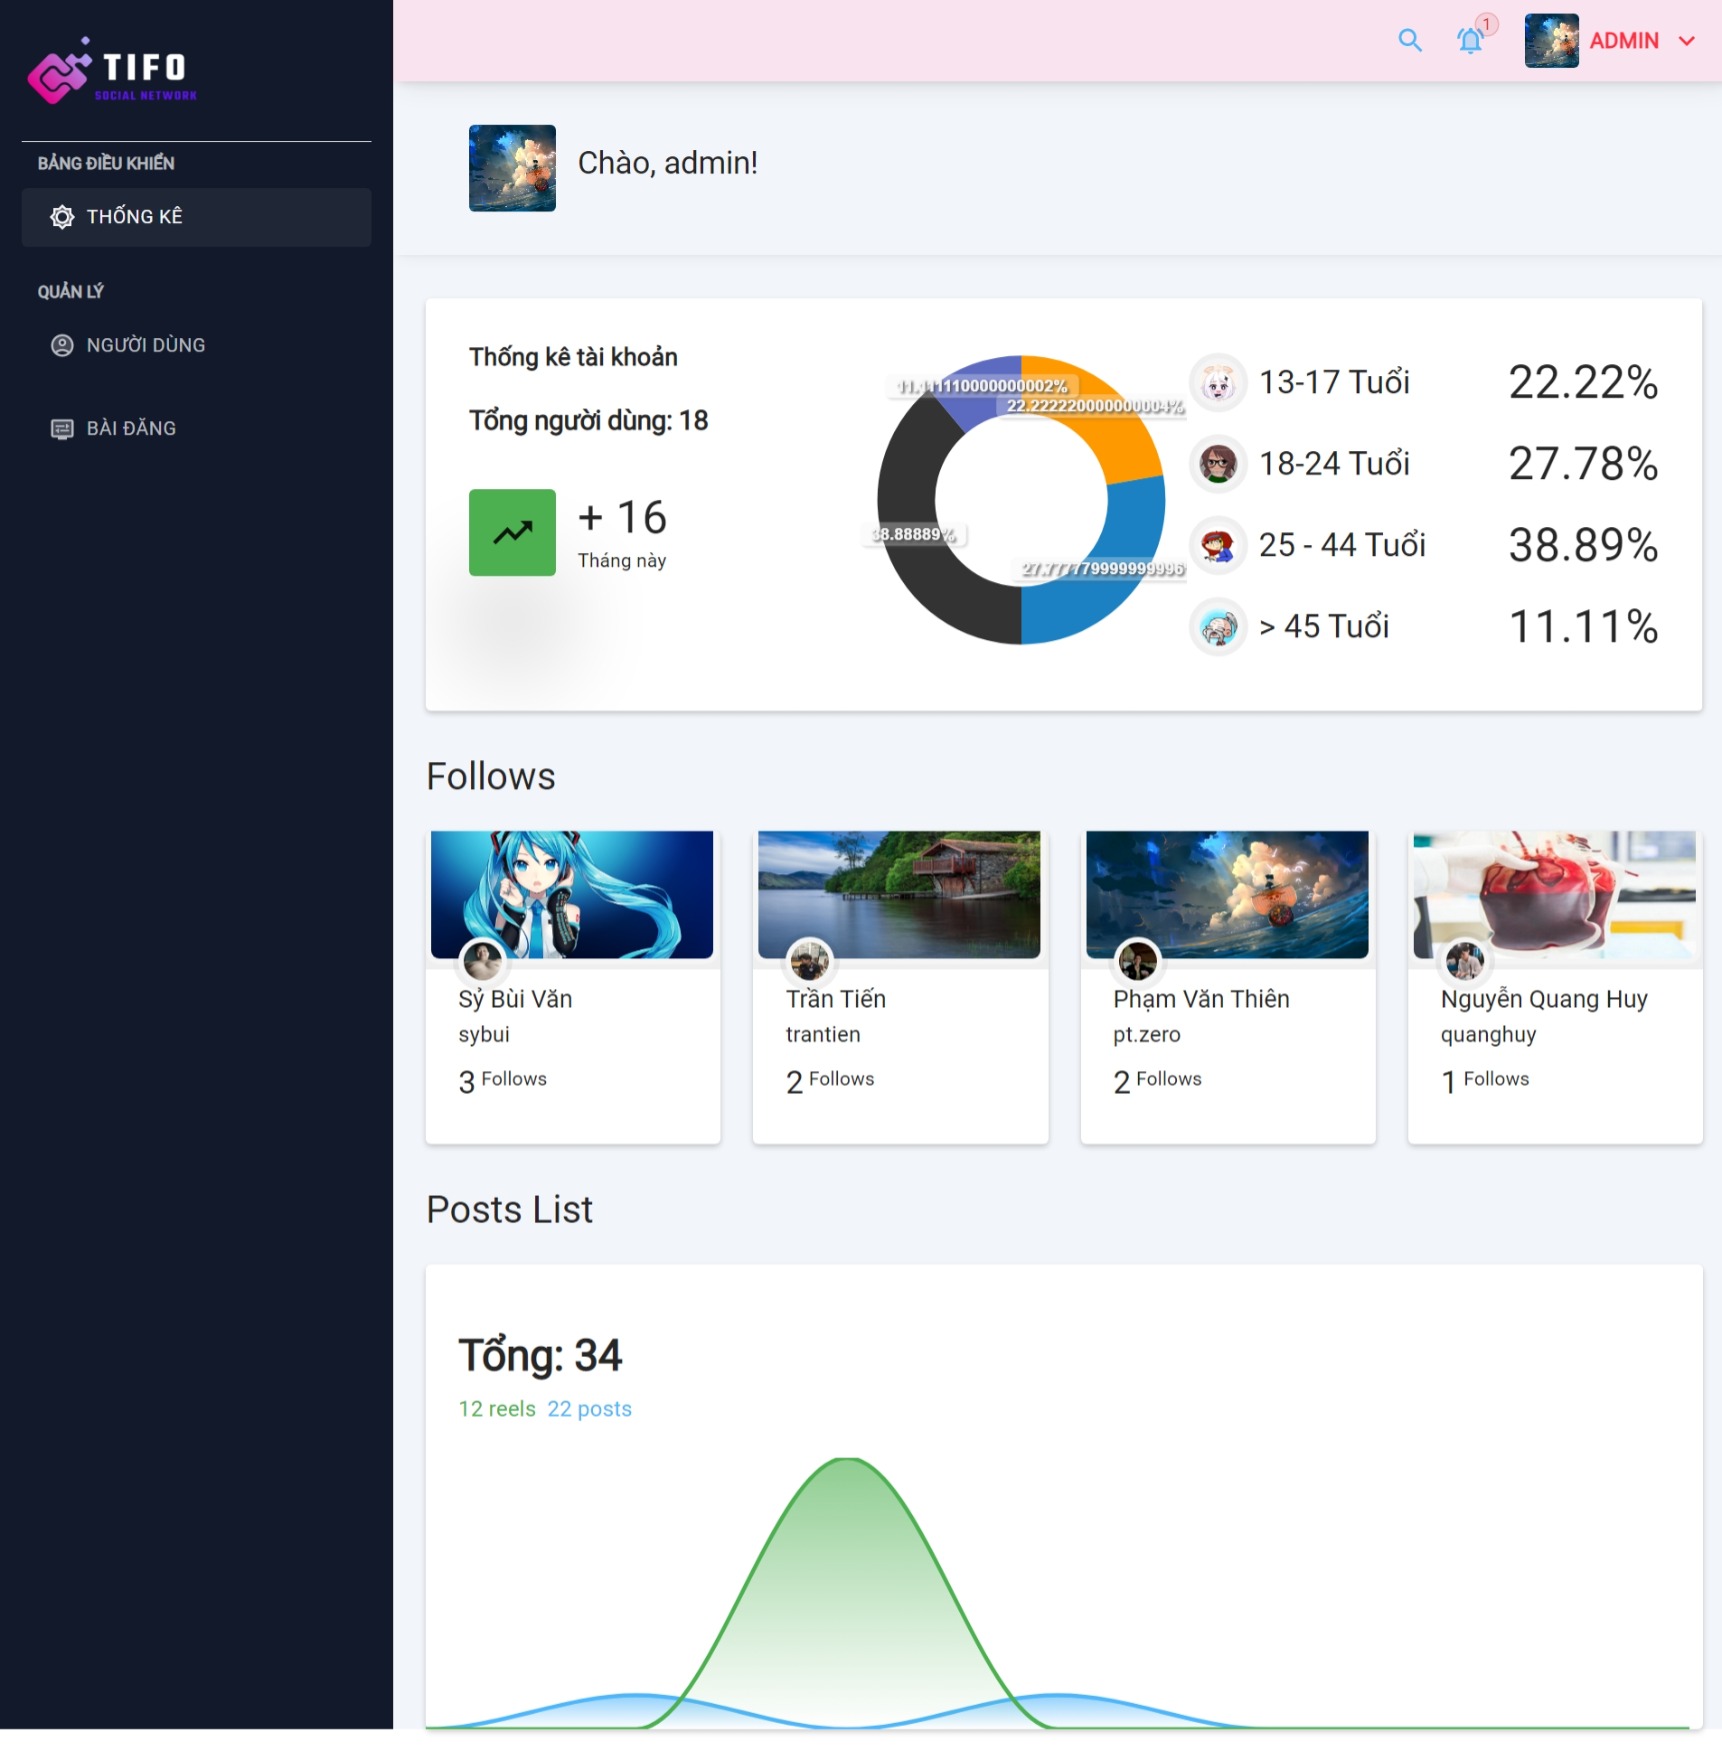 TIFO
SOCIAL NETWORK
1
ADMIN
BẢNG ĐIỀU KHIỂN
THỐNG KÊ
QUẢN LÝ
NGƯỜI DÙNG
BÀI ĐĂNG
Chào, admin!
Thống kê tài khoản
Tổng người dùng: 18
+ 16
Tháng này
11.111110000000002%
22.222220000000004%
38.88889%
27.777779999999996
13-17 Tuổi 22.22%
18-24 Tuổi 27.78%
25 - 44 Tuổi 38.89%
> 45 Tuổi 11.11%
Follows
Sỷ Bùi Văn
sybui
3 Follows
Trần Tiến
trantien
2 Follows
Phạm Văn Thiên
pt.zero
2 Follows
Nguyễn Quang Huy
quanghuy
1 Follows
Posts List
Tổng: 34
12 reels 22 posts